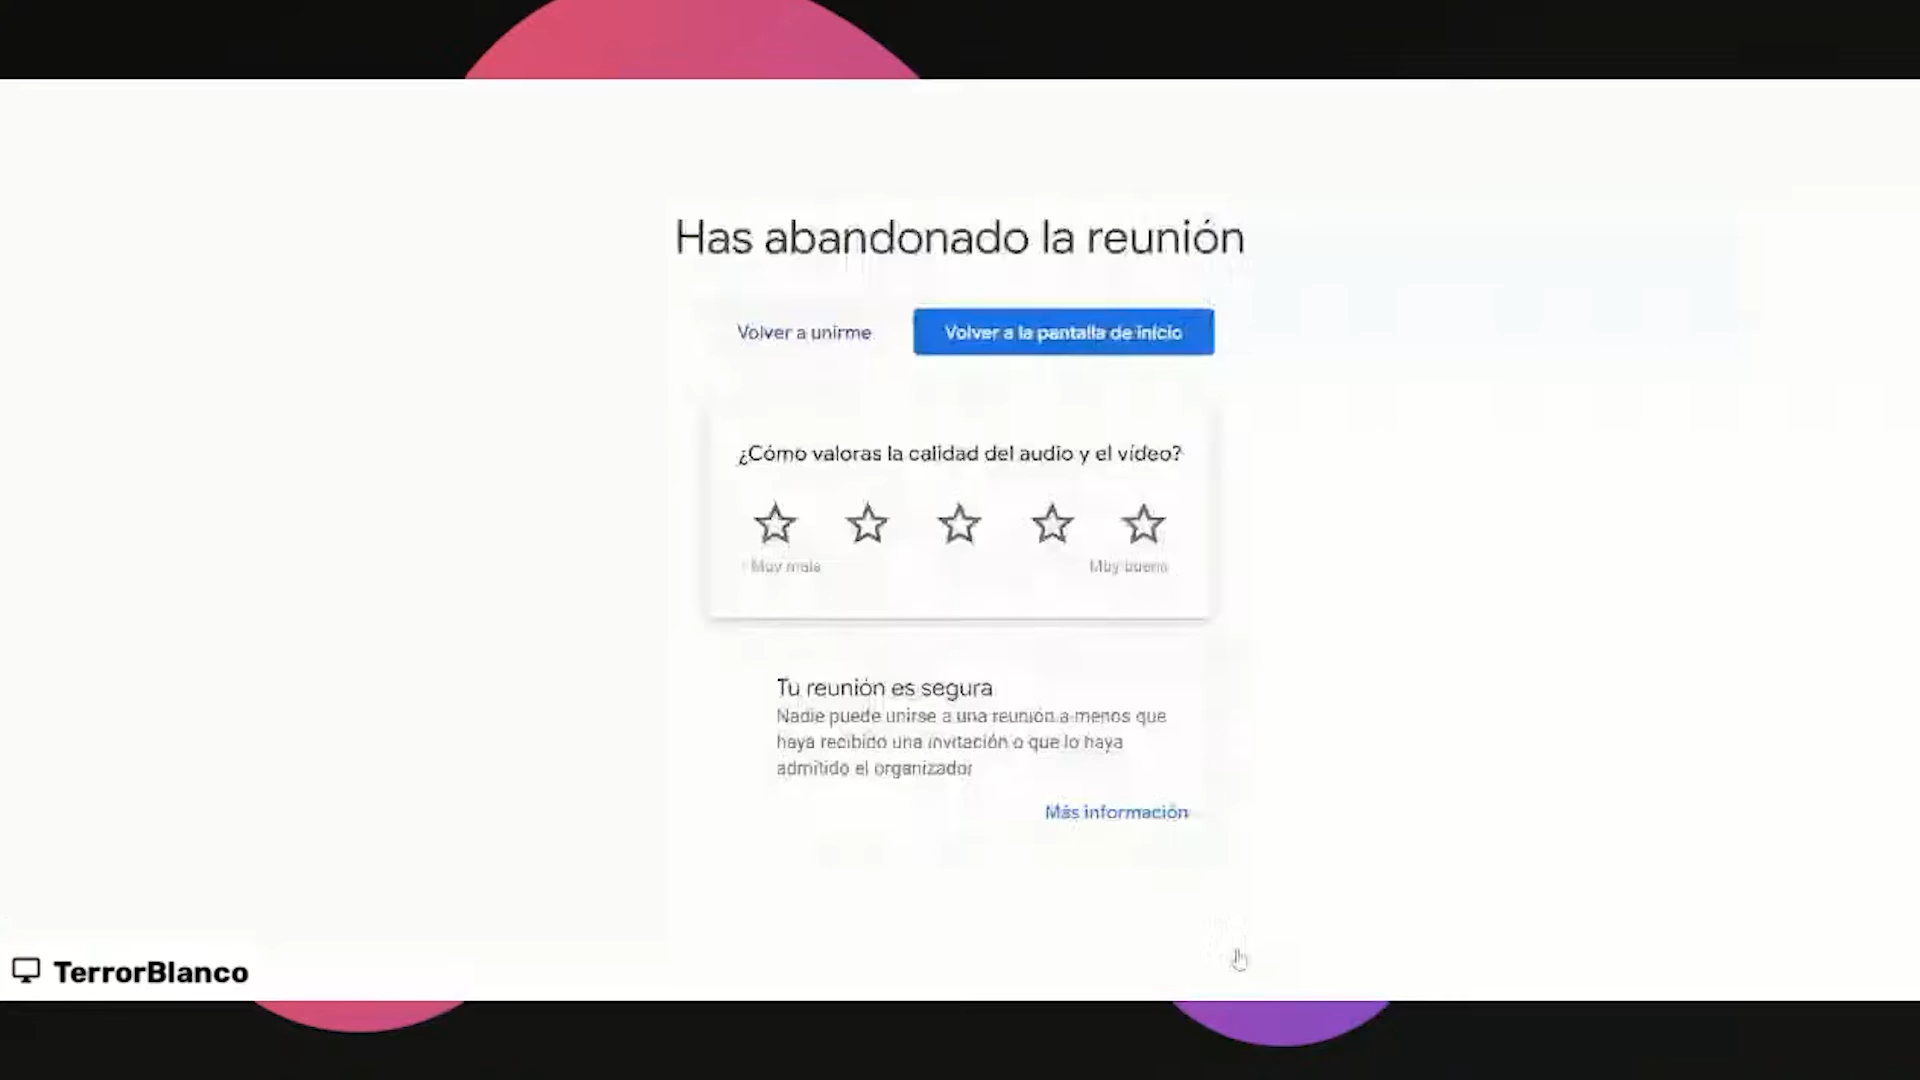 Has abandonado la reunión
Volver a unirme
Volver a la pantalla de inicio
¿Cómo valoras la calidad del audio y el vídeo?
Muy mala
Muy buena
Tu reunión es segura
Nadie puede unirse a una reunión a menos que
haya recibido una invitación o que lo haya
admitido el organizador
Más información
TerrorBlanco